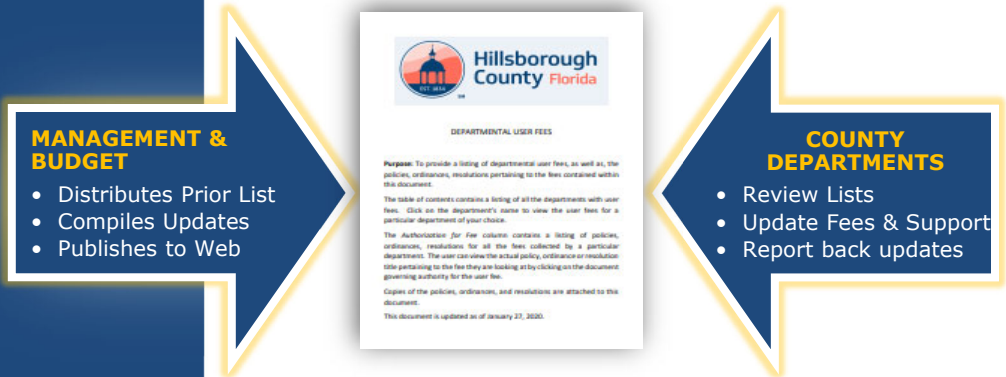 MANAGEMENT &
BUDGET
• Distributes Prior List
• Compiles Updates
• Publishes to Web
Hillsborough
County Florida
EST. 1834
SM
DEPARTMENTAL USER FEES
Purpose: To provide a listing of departmental user fees, as well as, the
policies, ordinances, resolutions pertaining to the fees contained within
this document.
The table of contents contains a listing of all the departments with user
fees. Click on the department's name to view the user fees for a
particular department of your choice.
The Authorization for Fee column contains a listing of policies,
ordinances, resolutions for all the fees collected by a particular
department. The user can view the actual policy, ordinance or resolution
title pertaining to the fee they are looking at by clicking on the document
governing authority for the user fee.
Copies of the policies, ordinances, and resolutions are attached to this
document.
This document is updated as of January 27, 2020.
COUNTY
DEPARTMENTS
• Review Lists
• Update Fees & Support
• Report back updates